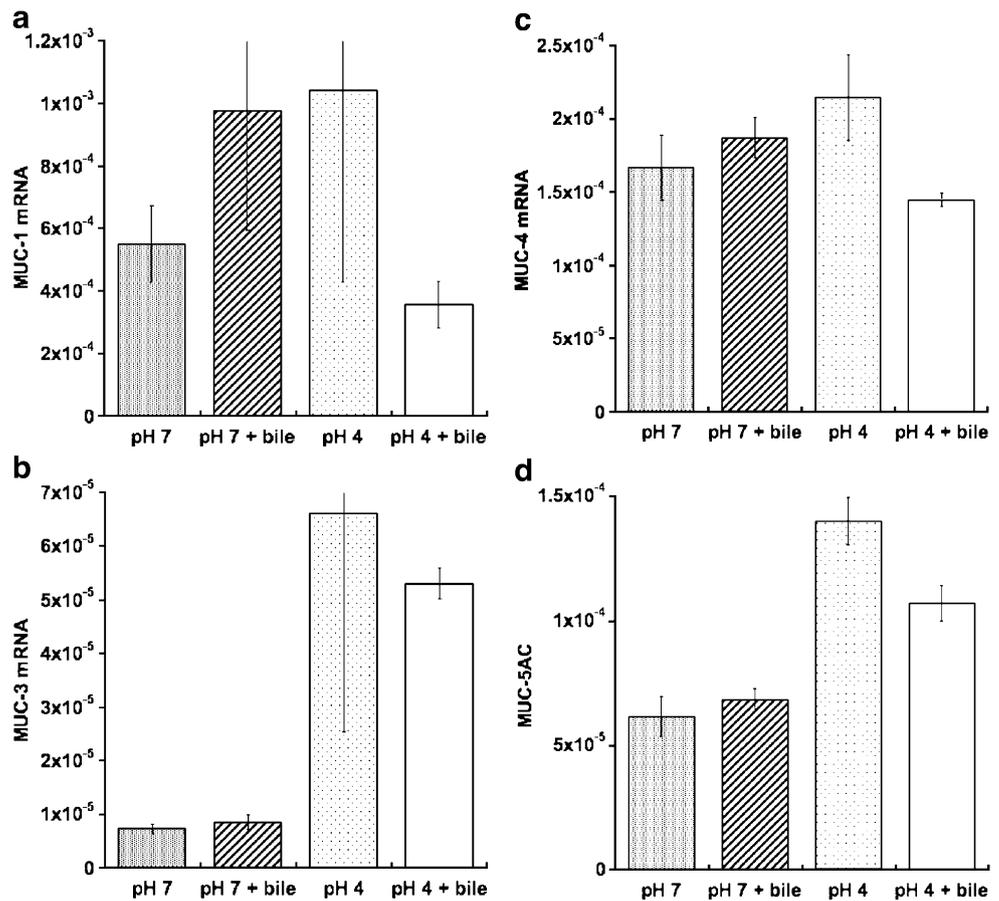 a
1.2x10⁻³
1x10⁻³
8x10⁻⁴
6x10⁻⁴
4x10⁻⁴
2x10⁻⁴
0
MUC-1 mRNA
pH 7 pH 7 + bile pH 4 pH 4 + bile
b
7x10⁻⁵
6x10⁻⁵
5x10⁻⁵
4x10⁻⁵
3x10⁻⁵
2x10⁻⁵
1x10⁻⁵
0
MUC-3 mRNA
pH 7 pH 7 + bile pH 4 pH 4 + bile
c
2.5x10⁻⁴
2x10⁻⁴
1.5x10⁻⁴
1x10⁻⁴
5x10⁻⁵
0
MUC-4 mRNA
pH 7 pH 7 + bile pH 4 pH 4 + bile
d
1.5x10⁻⁴
1x10⁻⁴
5x10⁻⁵
0
MUC-5AC
pH 7 pH 7 + bile pH 4 pH 4 + bile